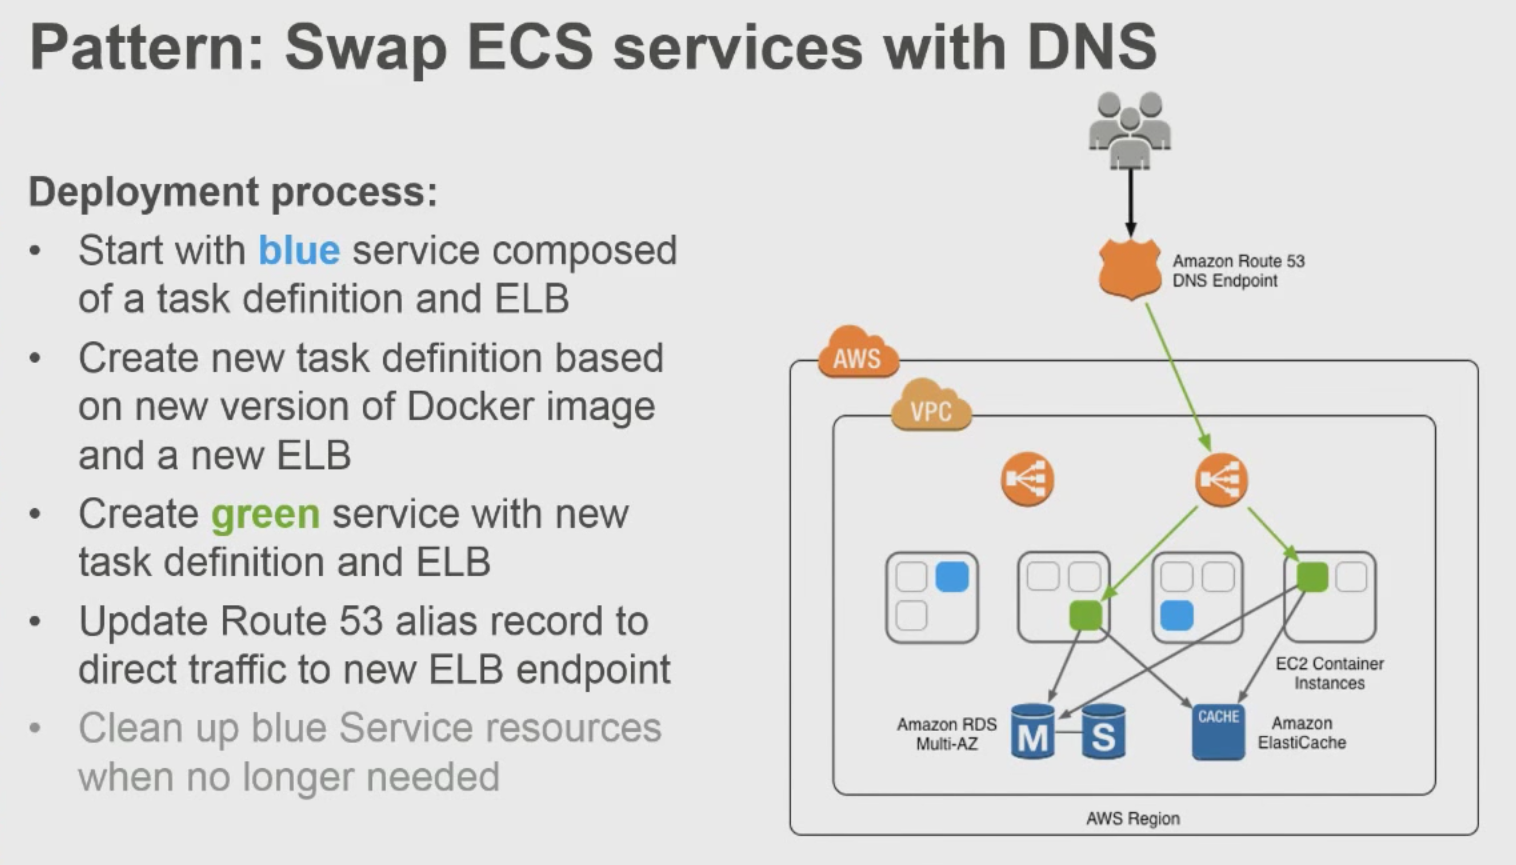 Pattern: Swap ECS services with DNS
Deployment process:
• Start with blue service composed
of a task definition and ELB
• Create new task definition based
on new version of Docker image
and a new ELB
• Create green service with new
task definition and ELB
• Update Route 53 alias record to
direct traffic to new ELB endpoint
• Clean up blue Service resources
when no longer needed
Amazon Route 53
DNS Endpoint
AWS
VPC
EC2 Container
Instances
Amazon RDS
Multi-AZ
M
S
CACHE
Amazon
ElastiCache
AWS Region